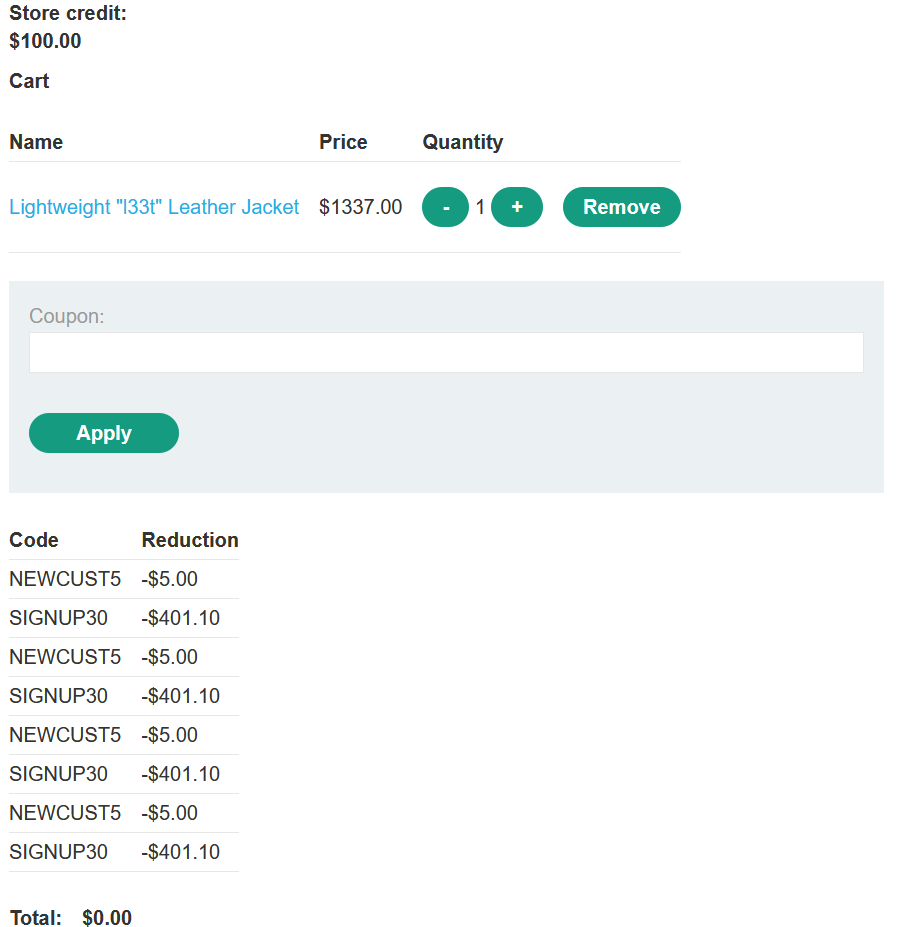 Store credit:
$100.00
Cart
Name Price Quantity
Lightweight "l33t" Leather Jacket $1337.00 - 1 + Remove
Coupon:
Apply
Code Reduction
NEWCUST5 -$5.00
SIGNUP30 -$401.10
NEWCUST5 -$5.00
SIGNUP30 -$401.10
NEWCUST5 -$5.00
SIGNUP30 -$401.10
NEWCUST5 -$5.00
SIGNUP30 -$401.10
Total: $0.00